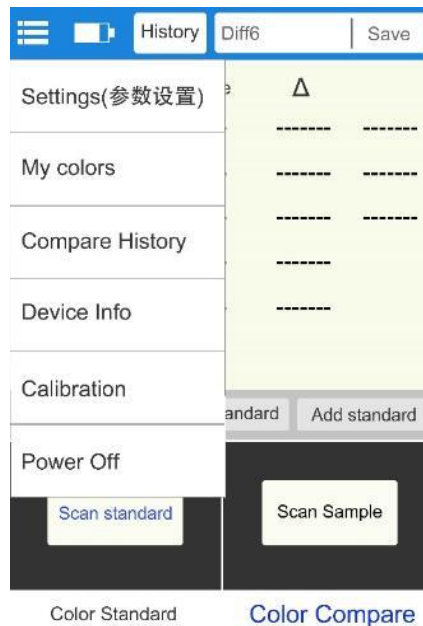 History Diff6 Save
Settings(参数设置)
e Δ
------- -------
My colors
------- -------
------- -------
Compare History
-------
Device Info
-------
Calibration
andard Add standard
Power Off
Scan standard Scan Sample
Color Standard Color Compare